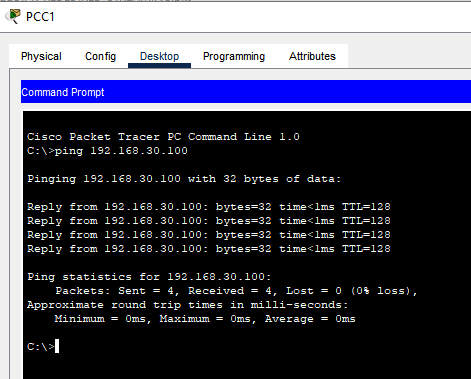 PCC1
Physical Config Desktop Programming Attributes
Command Prompt
Cisco Packet Tracer PC Command Line 1.0
C:\>ping 192.168.30.100
Pinging 192.168.30.100 with 32 bytes of data:
Reply from 192.168.30.100: bytes=32 time<1ms TTL=128
Reply from 192.168.30.100: bytes=32 time<1ms TTL=128
Reply from 192.168.30.100: bytes=32 time<1ms TTL=128
Reply from 192.168.30.100: bytes=32 time<1ms TTL=128
Ping statistics for 192.168.30.100:
Packets: Sent = 4, Received = 4, Lost = 0 (0% loss),
Approximate round trip times in milli-seconds:
Minimum = 0ms, Maximum = 0ms, Average = 0ms
C:\>